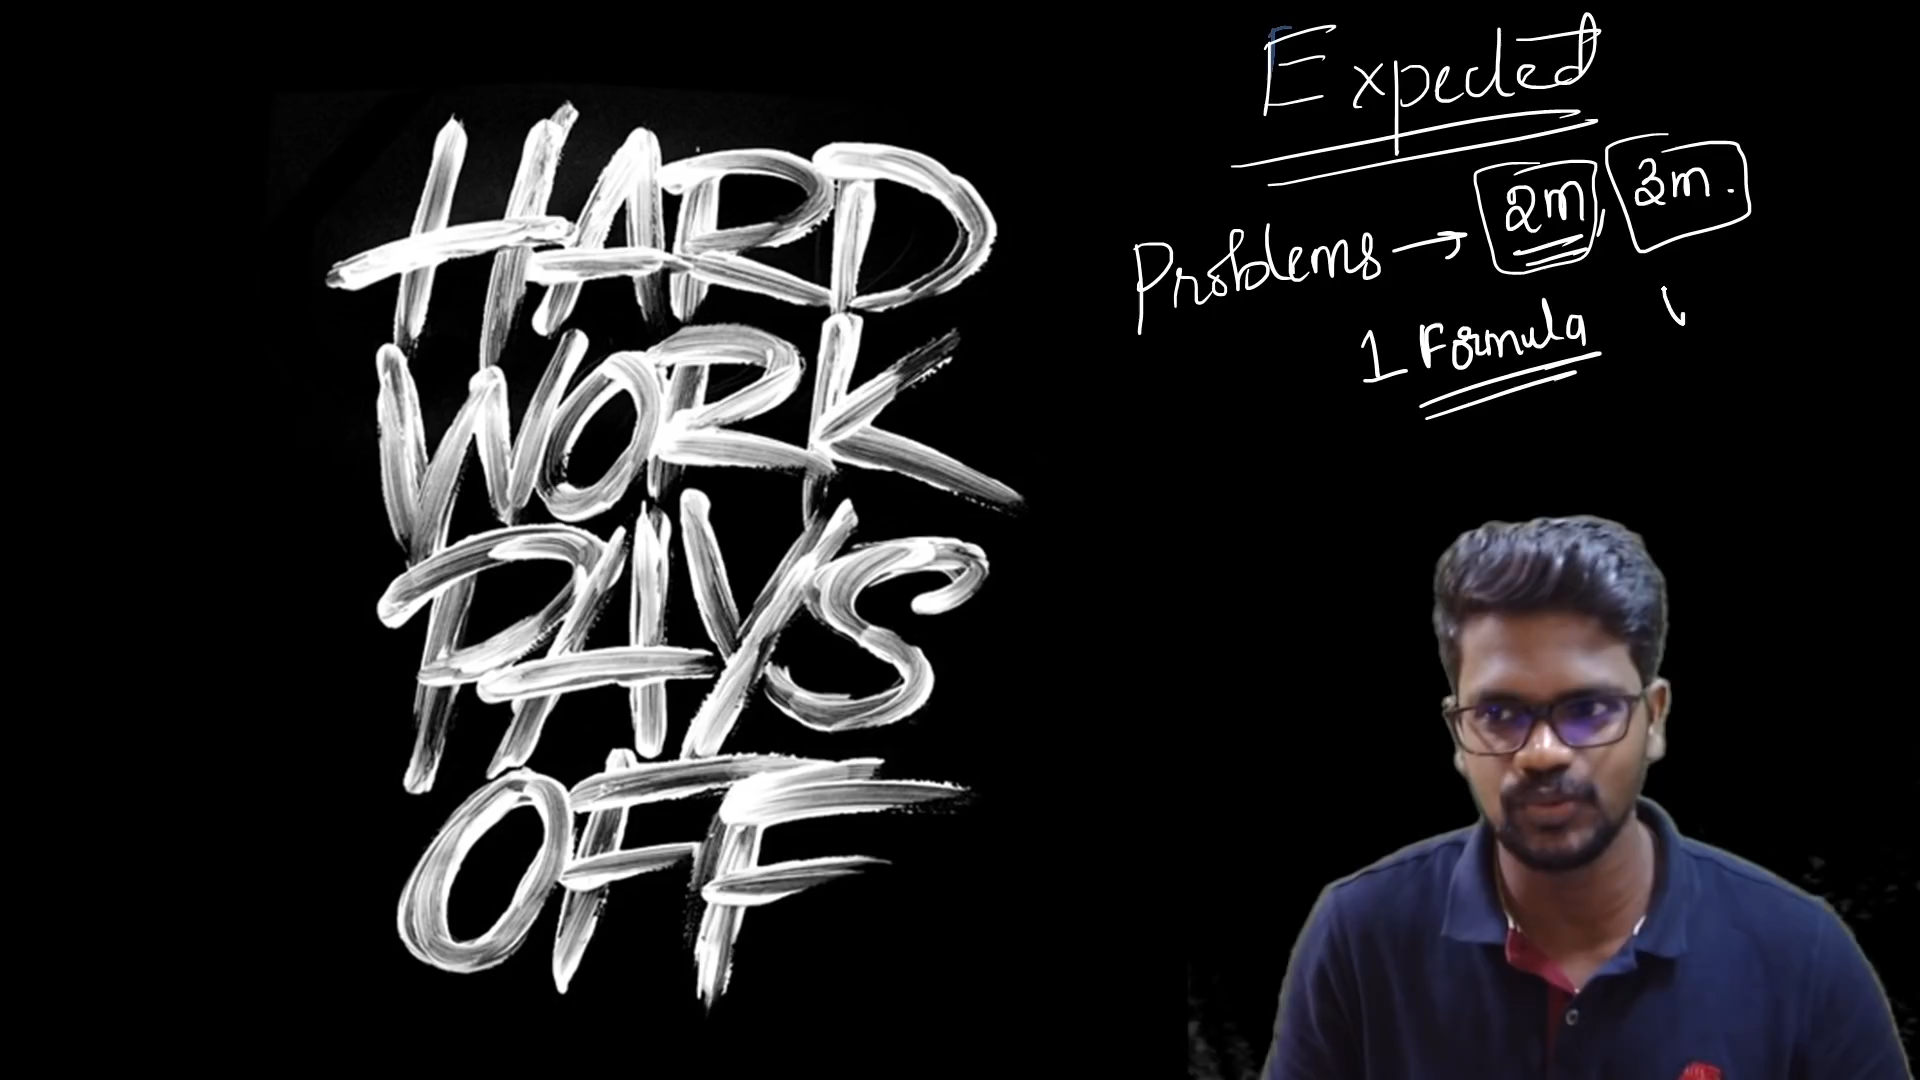 HARD
WORK
PAYS
OFF
Expected
Problems → 2m, 3m.
1 Formula